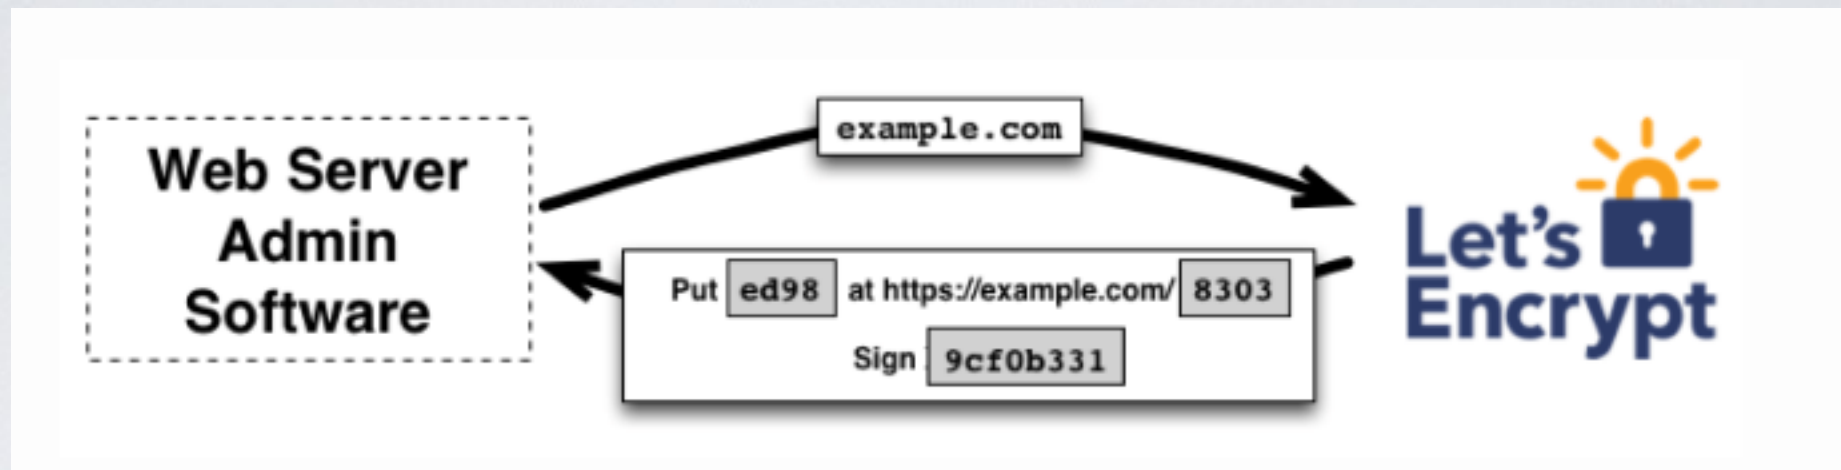 example.com
Web Server
Admin
Software
Put ed98 at https://example.com/ 8303
Sign 9cf0b331
Let's
Encrypt